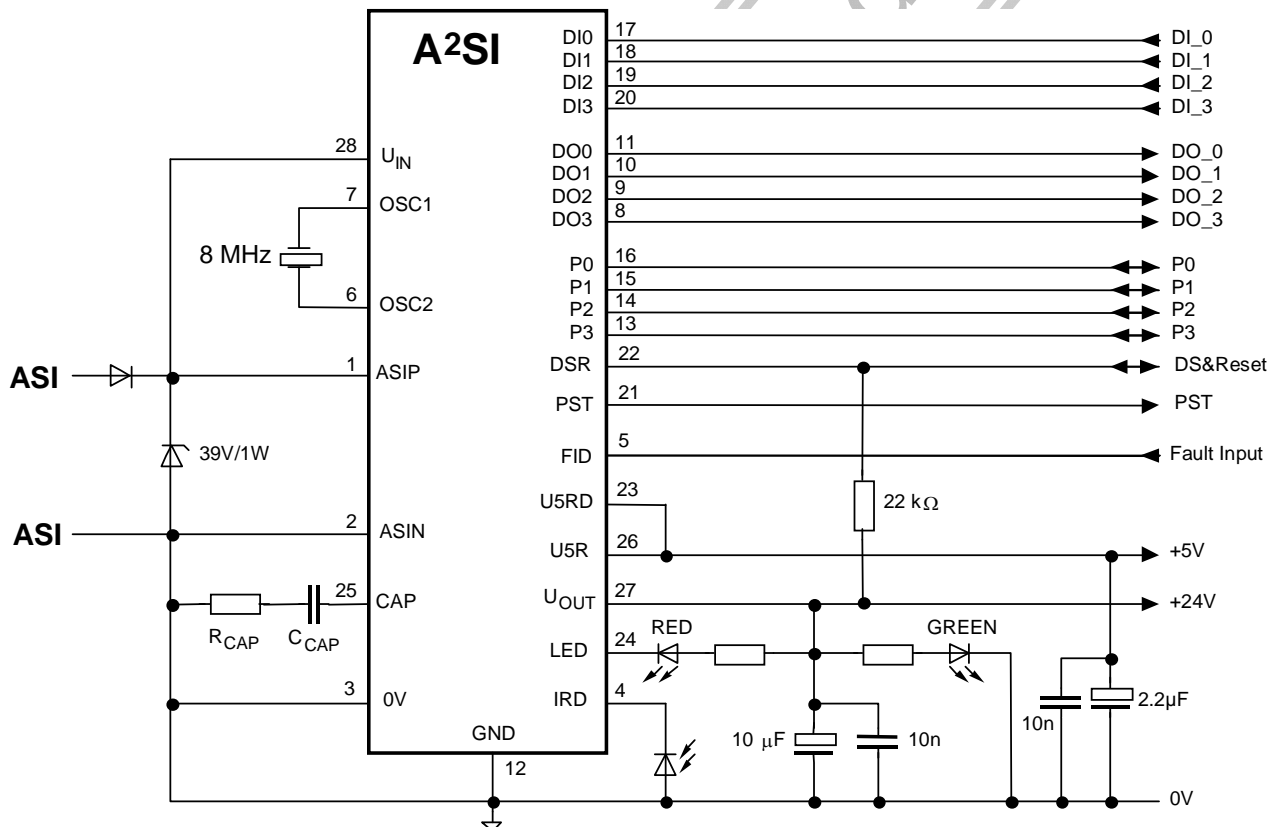 A²SI
DI0 17 DI_0
DI1 18 DI_1
DI2 19 DI_2
DI3 20 DI_3
28 UIN
DO0 11 DO_0
DO1 10 DO_1
DO2 9 DO_2
DO3 8 DO_3
7 OSC1
8 MHz
6 OSC2
P0 16 P0
P1 15 P1
P2 14 P2
P3 13 P3
ASI 1 ASIP
DSR 22 DS&Reset
PST 21 PST
39V/1W
FID 5 Fault Input
U5RD 23
22 kΩ
ASI 2 ASIN
U5R 26 +5V
25 CAP
RCAP CCAP
UOUT 27 +24V
LED 24 RED GREEN
3 0V
IRD 4
10 µF 10n
10n 2.2µF
GND
12
0V